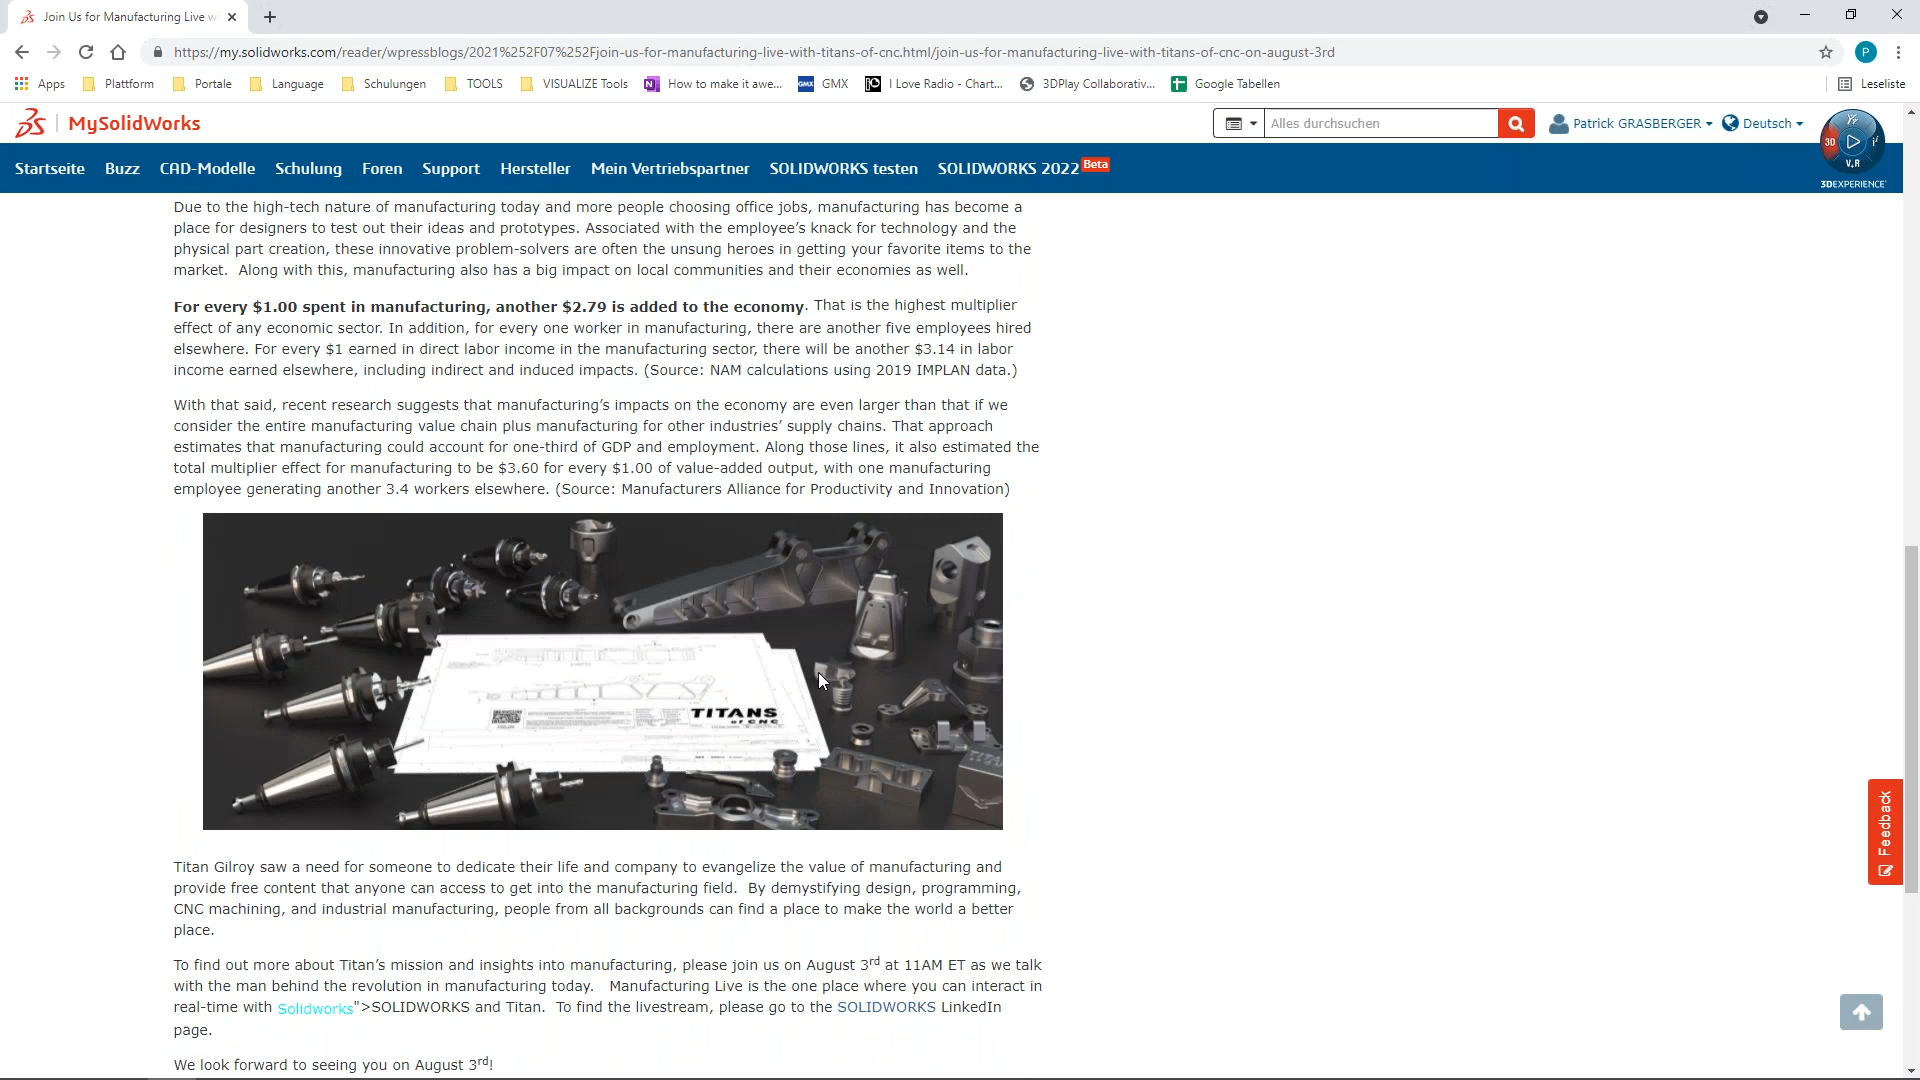 Join Us for Manufacturing Live w
https://my.solidworks.com/reader/wpressblogs/2021%252F07%252Fjoin-us-for-manufacturing-live-with-titans-of-cnc.html/join-us-for-manufacturing-live-with-titans-of-cnc-on-august-3rd
P
Apps Plattform Portale Language Schulungen TOOLS VISUALIZE Tools How to make it awe... GMX I Love Radio - Chart... 3DPlay Collaborativ... Google Tabellen Leseliste
MySolidWorks Alles durchsuchen Patrick GRASBERGER Deutsch
3D V,R
3DEXPERIENCE
Startseite Buzz CAD-Modelle Schulung Foren Support Hersteller Mein Vertriebspartner SOLIDWORKS testen SOLIDWORKS 2022 Beta
Due to the high-tech nature of manufacturing today and more people choosing office jobs, manufacturing has become a
place for designers to test out their ideas and prototypes. Associated with the employee’s knack for technology and the
physical part creation, these innovative problem-solvers are often the unsung heroes in getting your favorite items to the
market.  Along with this, manufacturing also has a big impact on local communities and their economies as well.
For every $1.00 spent in manufacturing, another $2.79 is added to the economy. That is the highest multiplier
effect of any economic sector. In addition, for every one worker in manufacturing, there are another five employees hired
elsewhere. For every $1 earned in direct labor income in the manufacturing sector, there will be another $3.14 in labor
income earned elsewhere, including indirect and induced impacts. (Source: NAM calculations using 2019 IMPLAN data.)
With that said, recent research suggests that manufacturing’s impacts on the economy are even larger than that if we
consider the entire manufacturing value chain plus manufacturing for other industries’ supply chains. That approach
estimates that manufacturing could account for one-third of GDP and employment. Along those lines, it also estimated the
total multiplier effect for manufacturing to be $3.60 for every $1.00 of value-added output, with one manufacturing
employee generating another 3.4 workers elsewhere. (Source: Manufacturers Alliance for Productivity and Innovation)
TITANS
of CNC
Titan Gilroy saw a need for someone to dedicate their life and company to evangelize the value of manufacturing and
provide free content that anyone can access to get into the manufacturing field.  By demystifying design, programming,
CNC machining, and industrial manufacturing, people from all backgrounds can find a place to make the world a better
place.
To find out more about Titan’s mission and insights into manufacturing, please join us on August 3rd at 11AM ET as we talk
with the man behind the revolution in manufacturing today.   Manufacturing Live is the one place where you can interact in
real-time with Solidworks">SOLIDWORKS and Titan.  To find the livestream, please go to the SOLIDWORKS LinkedIn
page.
We look forward to seeing you on August 3rd!
Feedback